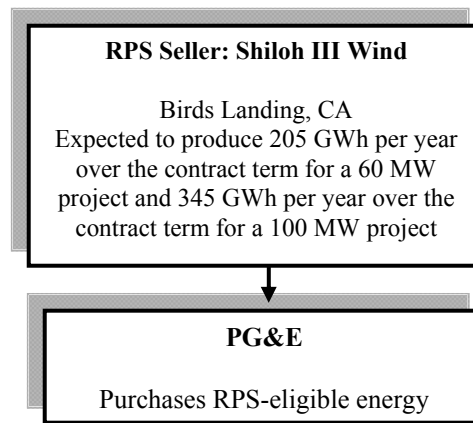 RPS Seller: Shiloh III Wind
Birds Landing, CA
Expected to produce 205 GWh per year
over the contract term for a 60 MW
project and 345 GWh per year over the
contract term for a 100 MW project
PG&E
Purchases RPS-eligible energy